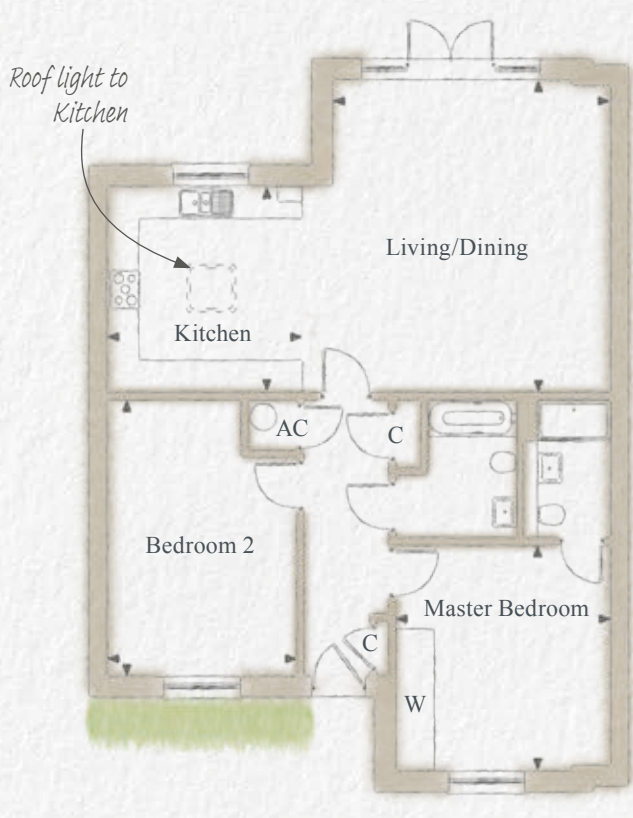 Roof light to
Kitchen
Living/Dining
Kitchen
AC
C
Bedroom 2
Master Bedroom
C
W